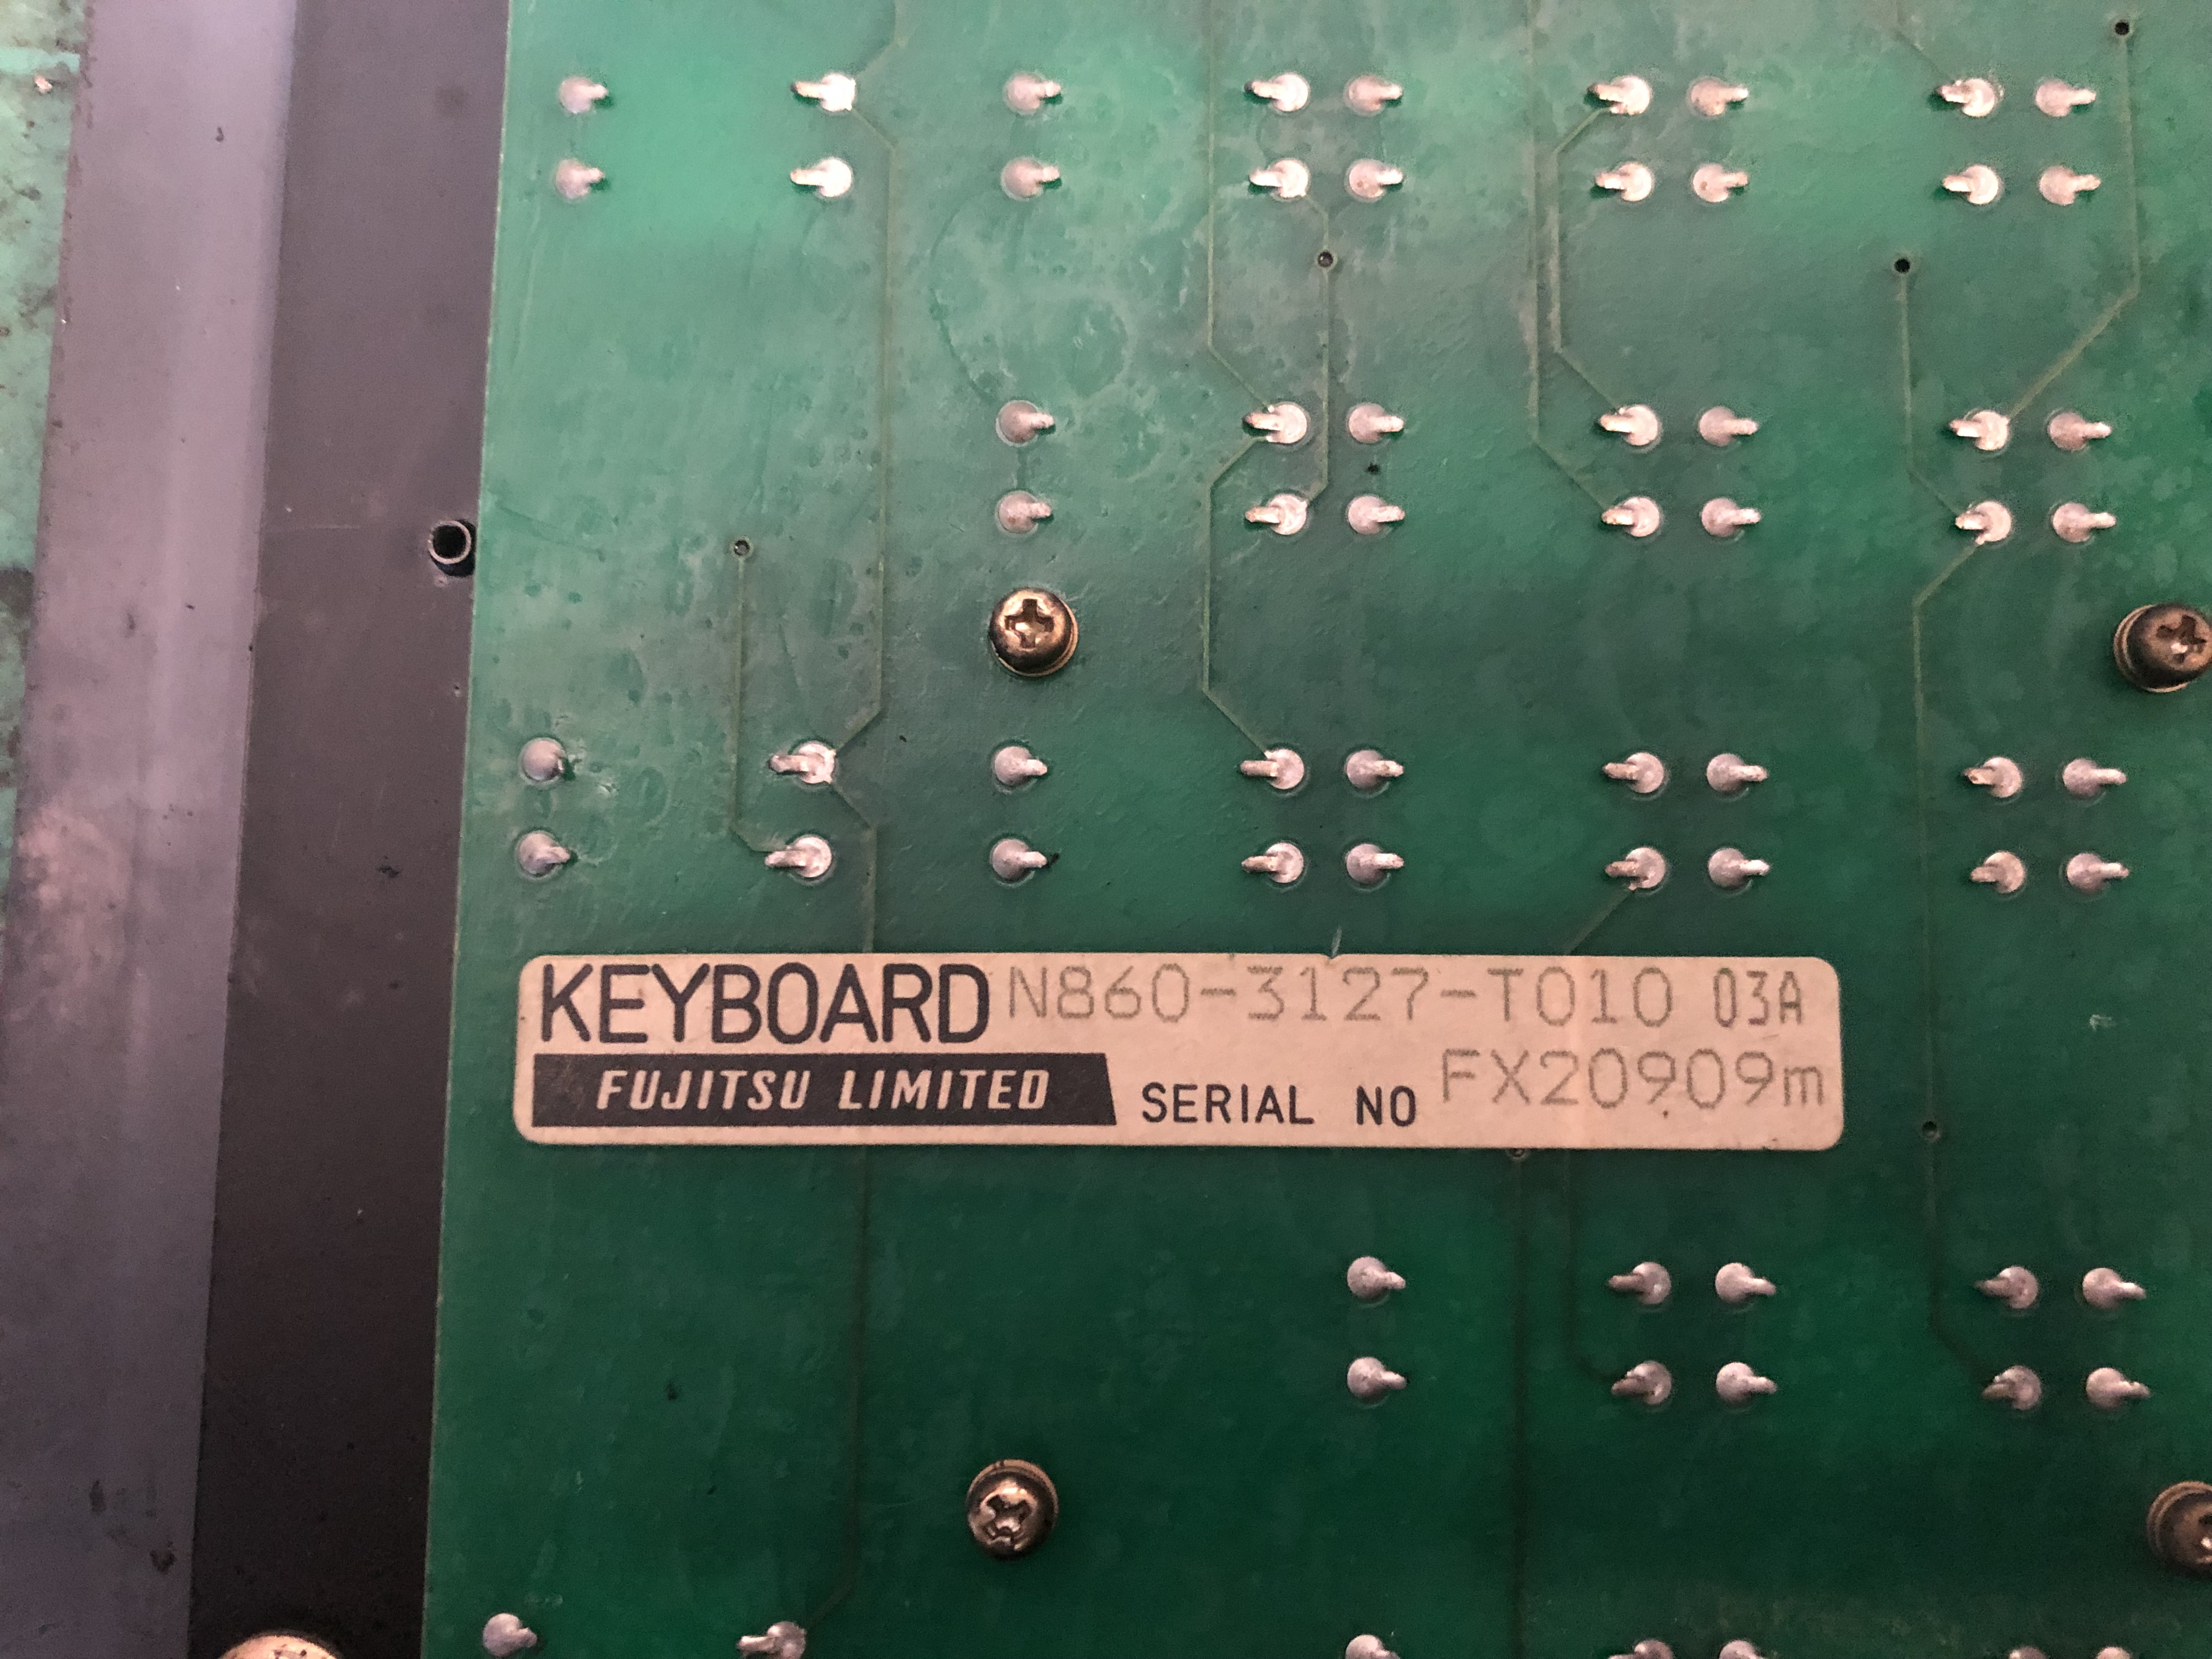 KEYBOARD N860-3127-T010 03A
FUJITSU LIMITED SERIAL NO FX20909m